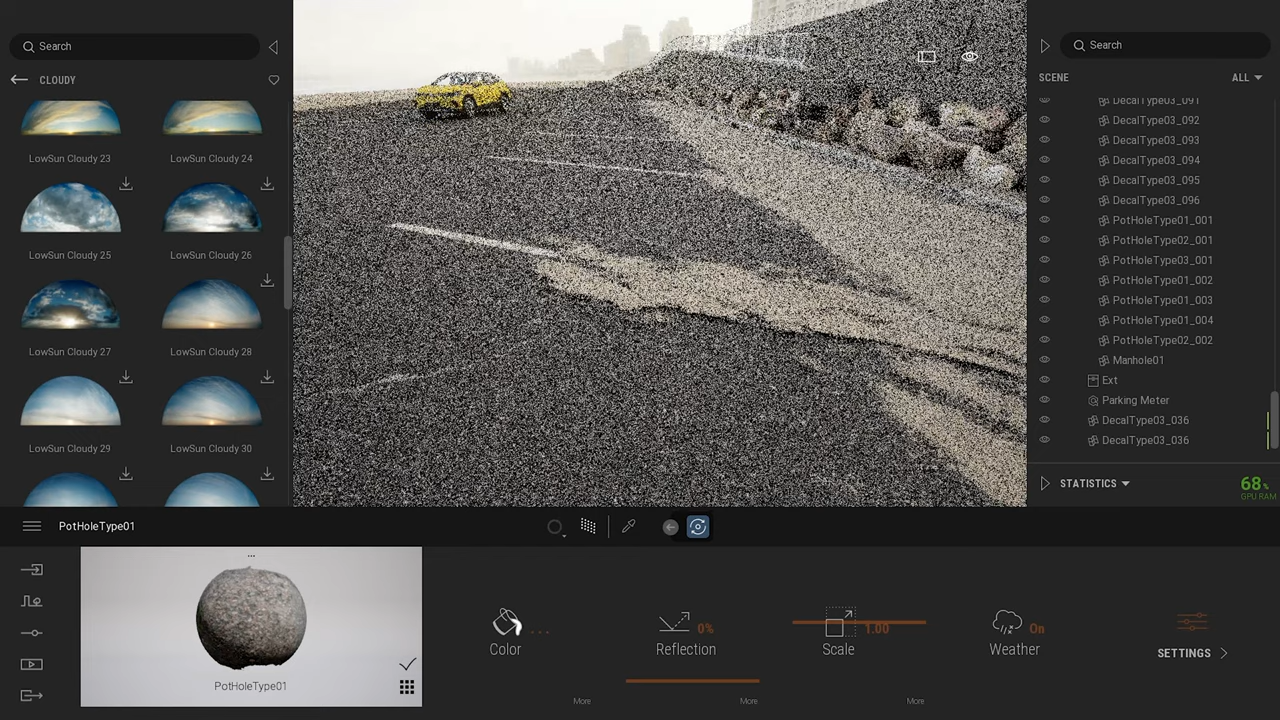 Search
Search
CLOUDY
SCENE
ALL
LowSun Cloudy 23
LowSun Cloudy 24
LowSun Cloudy 25
LowSun Cloudy 26
LowSun Cloudy 27
LowSun Cloudy 28
LowSun Cloudy 29
LowSun Cloudy 30
DecalType03_091
DecalType03_092
DecalType03_093
DecalType03_094
DecalType03_095
DecalType03_096
PotHoleType01_001
PotHoleType02_001
PotHoleType03_001
PotHoleType01_002
PotHoleType01_003
PotHoleType01_004
PotHoleType02_002
Manhole01
Ext
Parking Meter
DecalType03_036
DecalType03_036
STATISTICS
68%
GPU RAM
PotHoleType01
...
PotHoleType01
Color ...
Reflection 0%
Scale 1.00
Weather On
SETTINGS
More
More
More